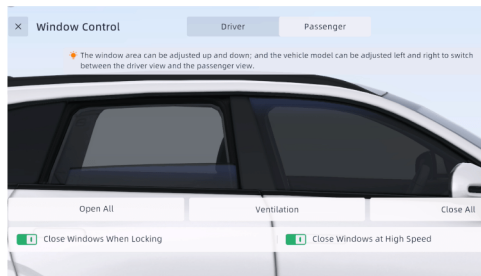 Window Control
Driver
Passenger
The window area can be adjusted up and down; and the vehicle model can be adjusted left and right to switch
between the driver view and the passenger view.
Open All
Ventilation
Close All
Close Windows When Locking
Close Windows at High Speed